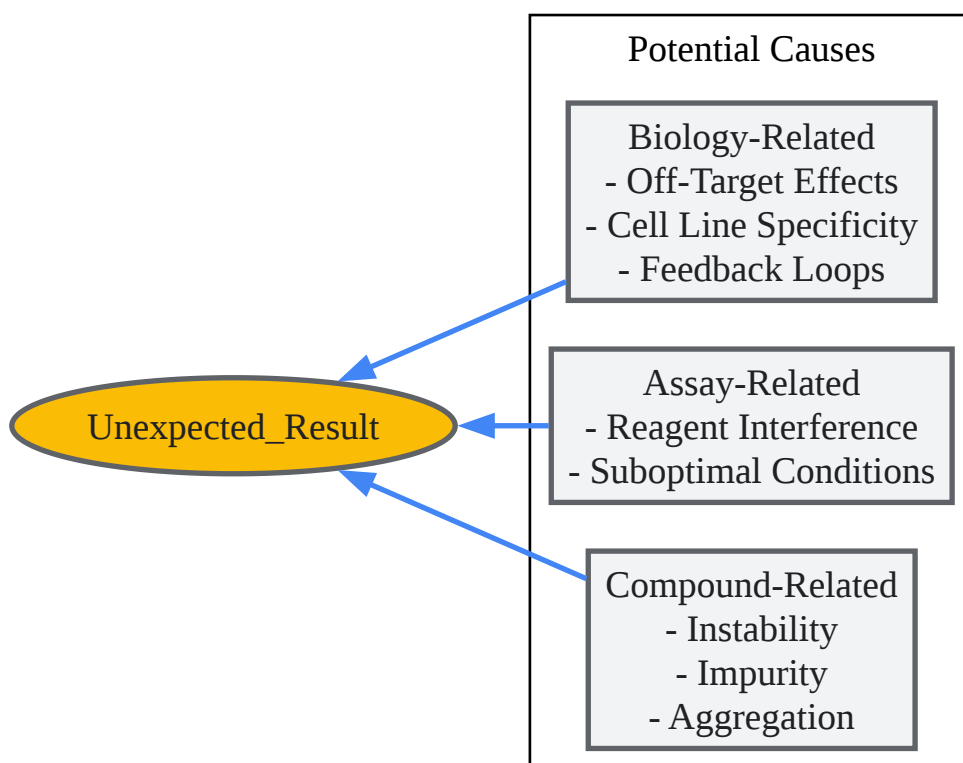 Potential Causes
Biology-Related
- Off-Target Effects
- Cell Line Specificity
- Feedback Loops
Unexpected_Result
Assay-Related
- Reagent Interference
- Suboptimal Conditions
Compound-Related
- Instability
- Impurity
- Aggregation